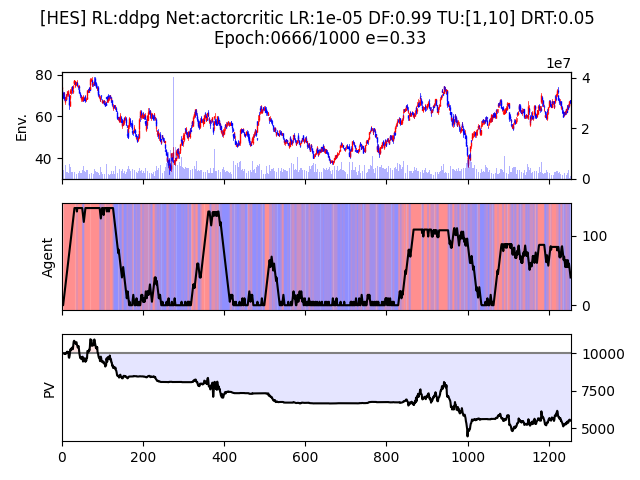 [HES] RL:ddpg Net:actorcritic LR:1e-05 DF:0.99 TU:[1,10] DRT:0.05
Epoch:0666/1000 e=0.33
1e7
80
60
40
Env.
4
2
0
Agent
100
0
PV
10000
7500
5000
0 200 400 600 800 1000 1200